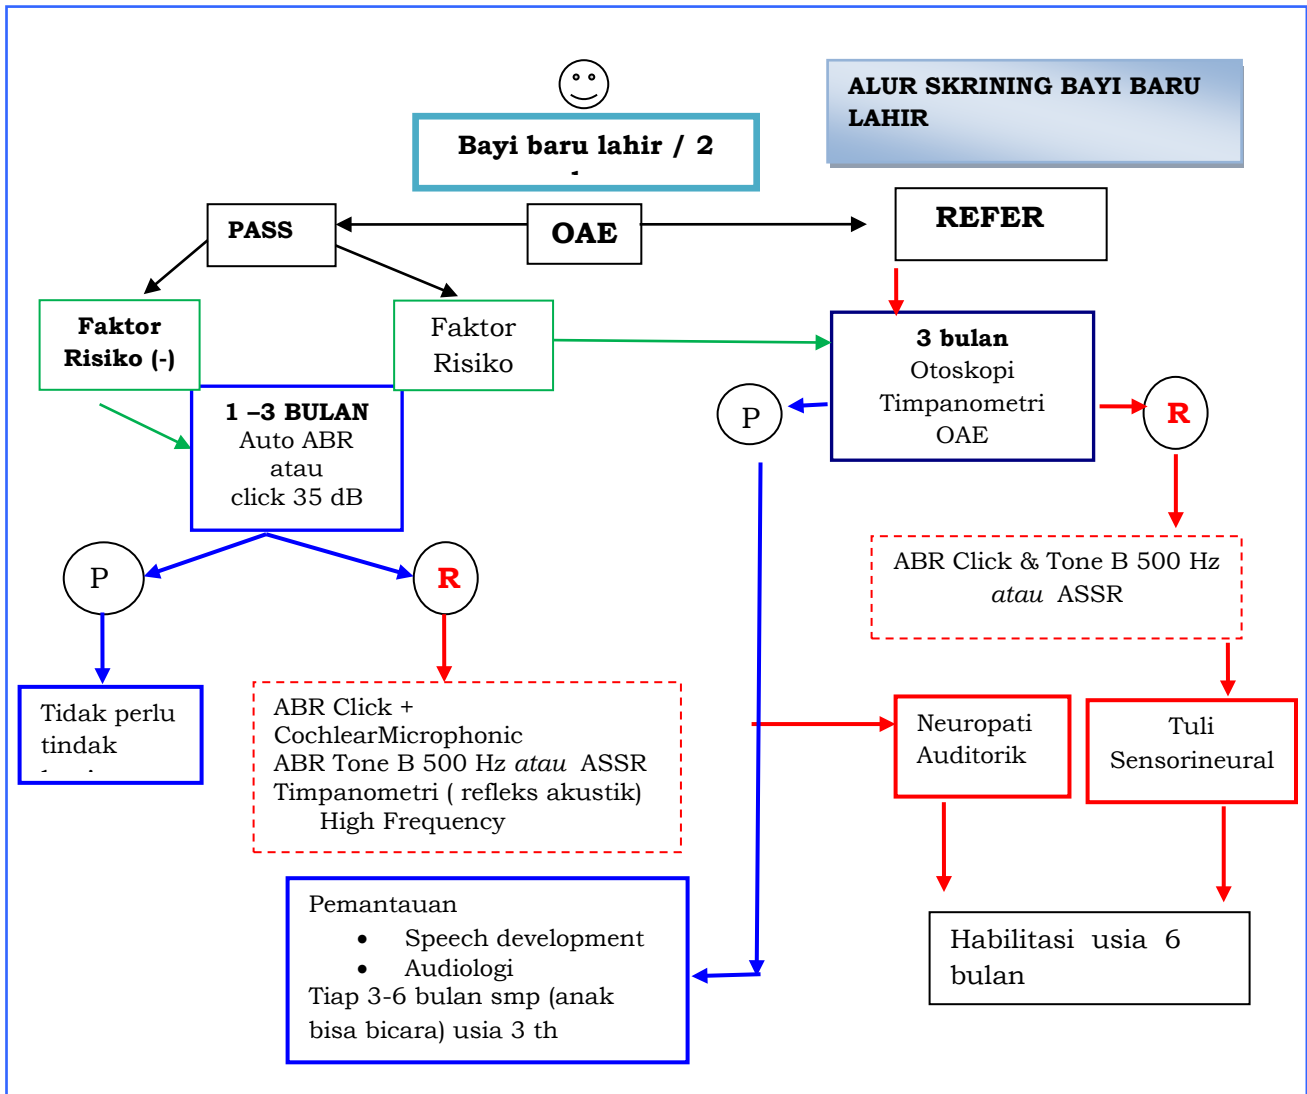 ALUR SKRINING BAYI BARU
LAHIR
Bayi baru lahir / 2
PASS
OAE
REFER
Faktor
Risiko (-)
Faktor
Risiko
3 bulan
Otoskopi
Timpanometri
OAE
1 –3 BULAN
Auto ABR
atau
click 35 dB
P
R
P
R
ABR Click & Tone B 500 Hz
atau ASSR
Tidak perlu
tindak
ABR Click +
CochlearMicrophonic
ABR Tone B 500 Hz atau ASSR
Timpanometri ( refleks akustik)
High Frequency
Neuropati
Auditorik
Tuli
Sensorineural
Pemantauan
• Speech development
• Audiologi
Tiap 3-6 bulan smp (anak
bisa bicara) usia 3 th
Habilitasi usia 6
bulan